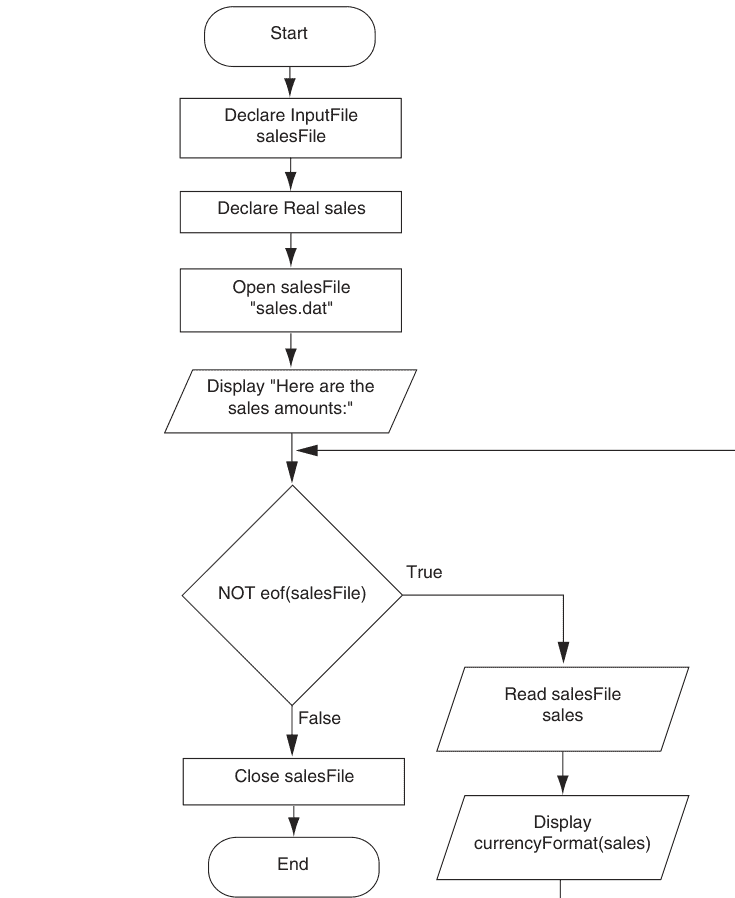 Start
Declare InputFile
salesFile
Declare Real sales
Open salesFile
"sales.dat"
Display "Here are the
sales amounts:"
NOT eof(salesFile)
True
Read salesFile
sales
Display
currencyFormat(sales)
False
Close salesFile
End